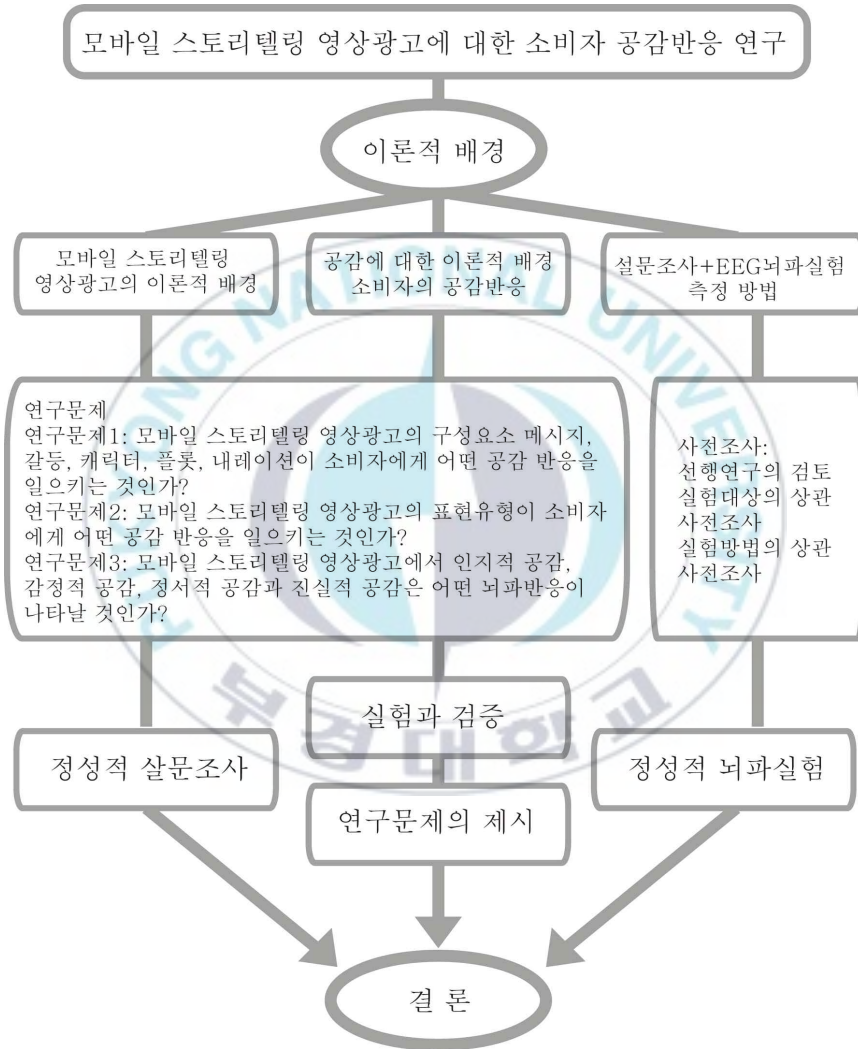 모바일 스토리텔링 영상광고에 대한 소비자 공감반응 연구
이론적 배경
모바일 스토리텔링
영상광고의 이론적 배경
공감에 대한 이론적 배경
소비자의 공감반응
설문조사+EEG뇌파실험
측정 방법
연구문제
연구문제1: 모바일 스토리텔링 영상광고의 구성요소 메시지,
갈등, 캐릭터, 플롯, 내레이션이 소비자에게 어떤 공감 반응을
일으키는 것인가?
연구문제2: 모바일 스토리텔링 영상광고의 표현유형이 소비자
에게 어떤 공감 반응을 일으키는 것인가?
연구문제3: 모바일 스토리텔링 영상광고에서 인지적 공감,
감정적 공감, 정서적 공감과 진실적 공감은 어떤 뇌파반응이
나타날 것인가?
사전조사:
선행연구의 검토
실험대상의 상관
사전조사
실험방법의 상관
사전조사
실험과 검증
정성적 살문조사
정성적 뇌파실험
연구문제의 제시
결 론
PUKYONG NATIONAL UNIVERSITY
부경대학교